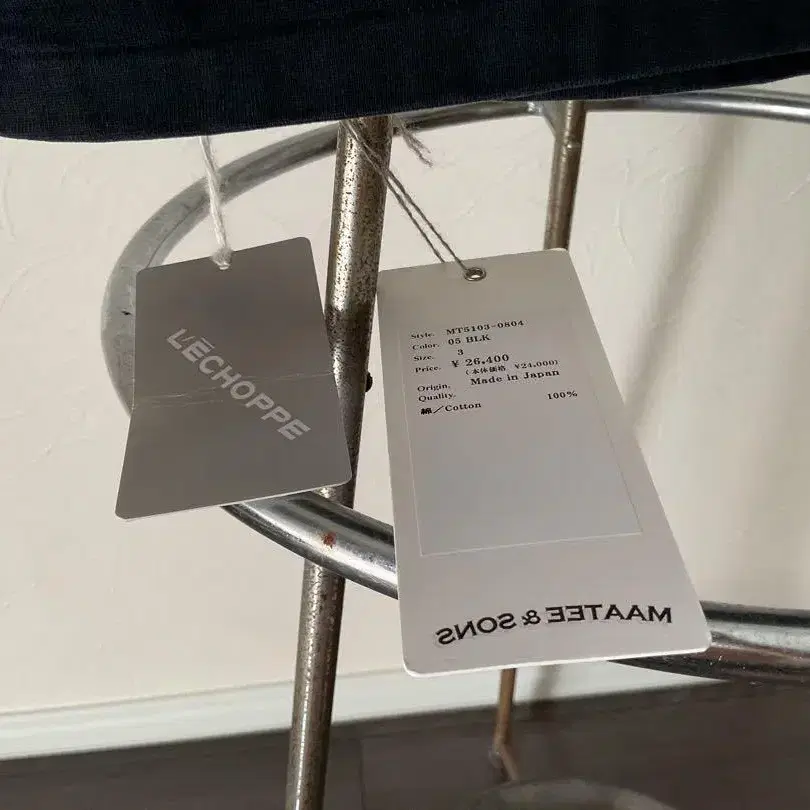 L'ĒCHOPPE
Style. MT5103-0804
Color. 05 BLK
Size. 3
Price. ¥ 26.400
(本体価格 ¥24,000)
Origin. Made in Japan
Quality.
綿/Cotton 100%
MAATEE & SONS